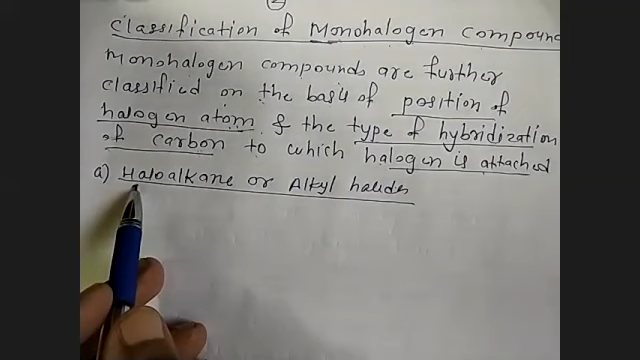 ②
Classification of Monohalogen Compound
Monohalogen compounds are further
classified on the basis of position of
halogen atom & the type of hybridization
of carbon to which halogen is attached
a) Haloalkane or Alkyl halides